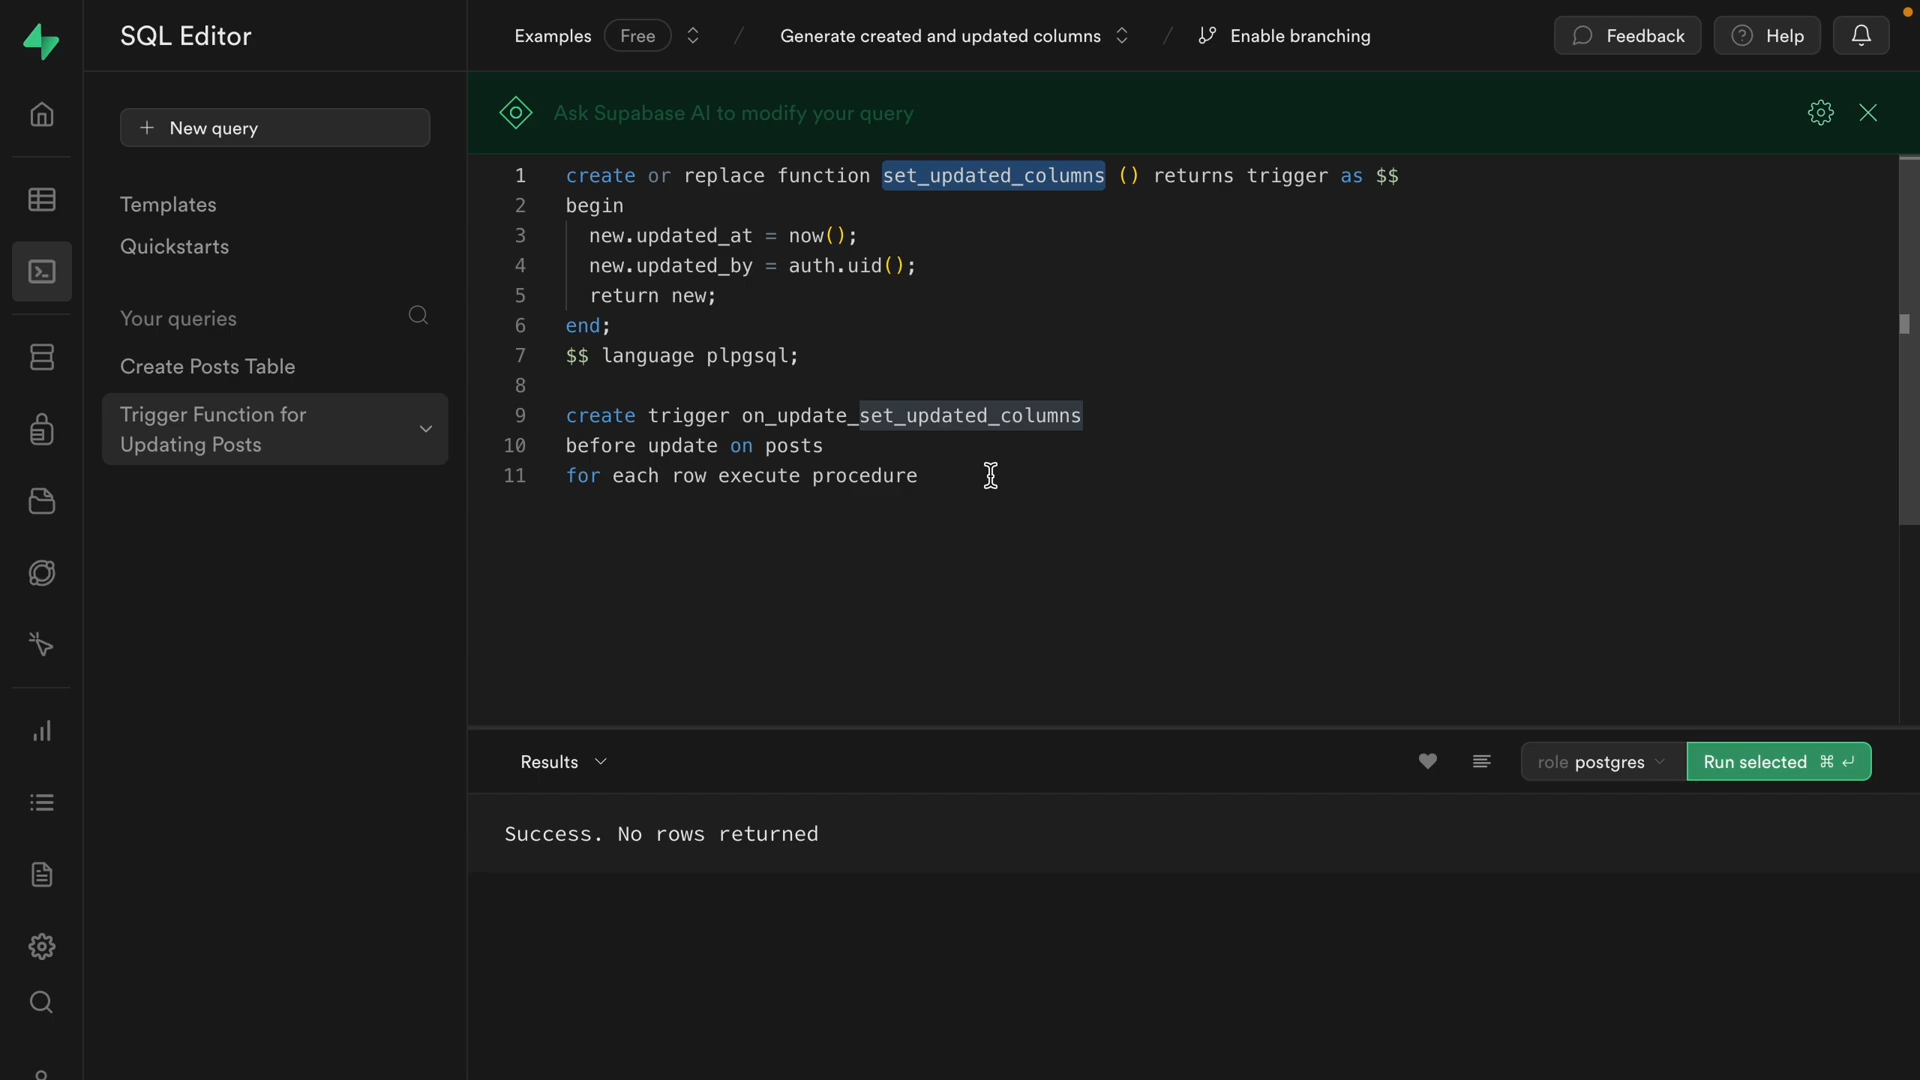 SQL Editor
Examples Free / Generate created and updated columns / Enable branching
Feedback Help
+ New query
Templates
Quickstarts
Your queries
Create Posts Table
Trigger Function for
Updating Posts
Ask Supabase AI to modify your query
1 create or replace function set_updated_columns () returns trigger as $$
2 begin
3 new.updated_at = now();
4 new.updated_by = auth.uid();
5 return new;
6 end;
7 $$ language plpgsql;
8
9 create trigger on_update_set_updated_columns
10 before update on posts
11 for each row execute procedure
Results
role postgres Run selected ⌘ ↵
Success. No rows returned